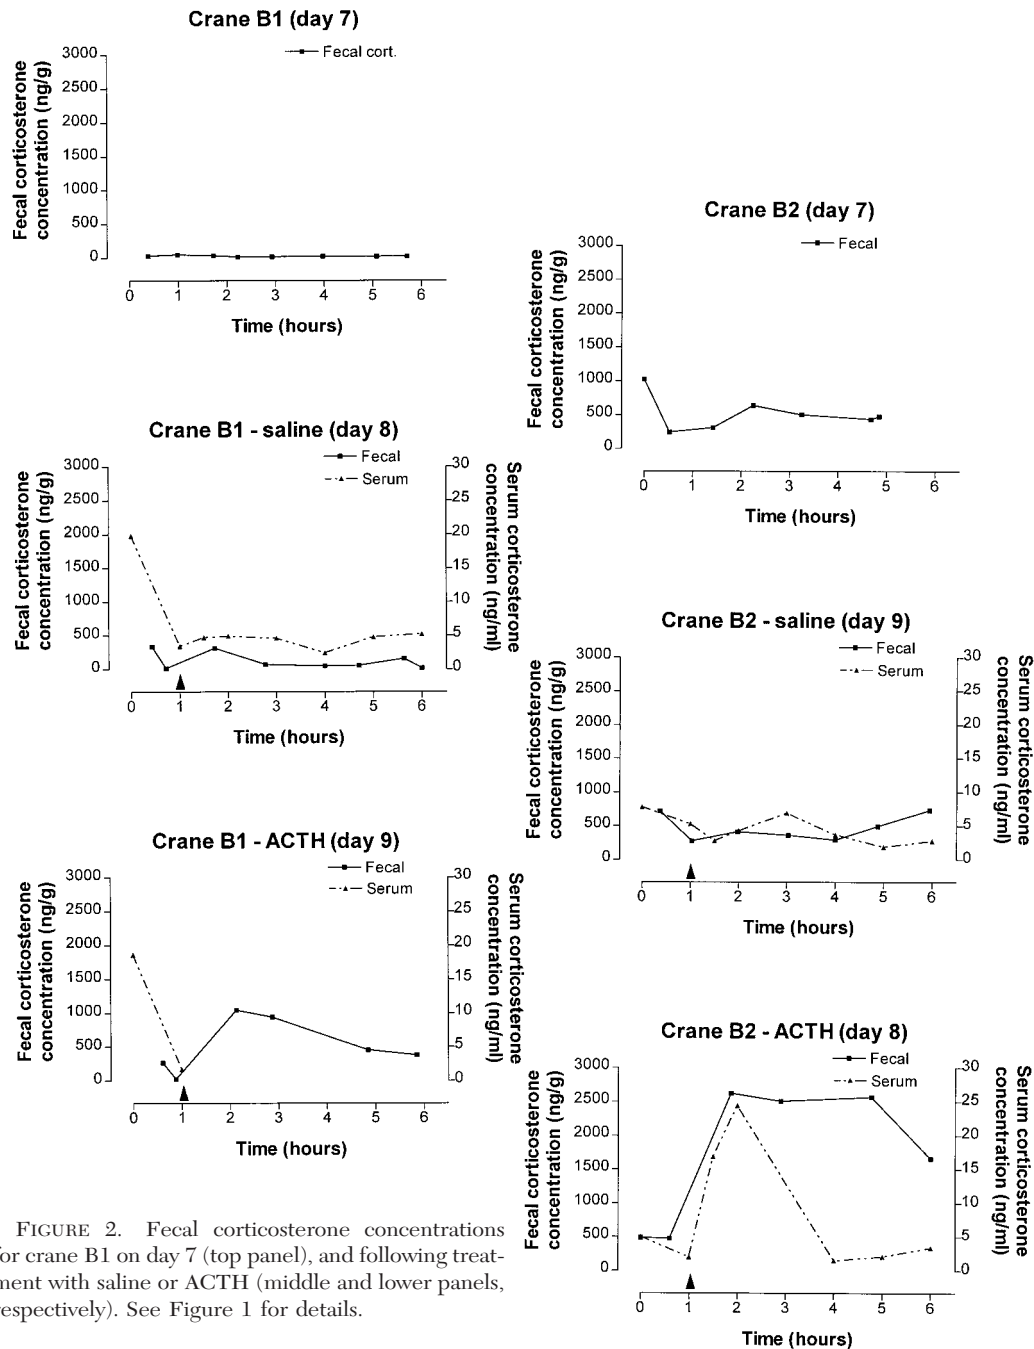 Crane B1 (day 7)
Fecal cort.
Fecal corticosterone
concentration (ng/g)
3000
2500
2000
1500
1000
500
0
0 1 2 3 4 5 6
Time (hours)
Crane B1 - saline (day 8)
Fecal
Serum
Fecal corticosterone
concentration (ng/g)
3000
2500
2000
1500
1000
500
0
30
25
20
15
10
5
0
Serum corticosterone
concentration (ng/ml)
0 1 2 3 4 5 6
Time (hours)
Crane B1 - ACTH (day 9)
Fecal
Serum
Fecal corticosterone
concentration (ng/g)
3000
2500
2000
1500
1000
500
0
30
25
20
15
10
5
0
Serum corticosterone
concentration (ng/ml)
0 1 2 3 4 5 6
Time (hours)
FIGURE 2. Fecal corticosterone concentrations
for crane B1 on day 7 (top panel), and following treat-
ment with saline or ACTH (middle and lower panels,
respectively). See Figure 1 for details.
Crane B2 (day 7)
Fecal
Fecal corticosterone
concentration (ng/g)
3000
2500
2000
1500
1000
500
0
0 1 2 3 4 5 6
Time (hours)
Crane B2 - saline (day 9)
Fecal
Serum
Fecal corticosterone
concentration (ng/g)
3000
2500
2000
1500
1000
500
0
30
25
20
15
10
5
0
Serum corticosterone
concentration (ng/ml)
0 1 2 3 4 5 6
Time (hours)
Crane B2 - ACTH (day 8)
Fecal
Serum
Fecal corticosterone
concentration (ng/g)
3000
2500
2000
1500
1000
500
0
30
25
20
15
10
5
0
Serum corticosterone
concentration (ng/ml)
0 1 2 3 4 5 6
Time (hours)